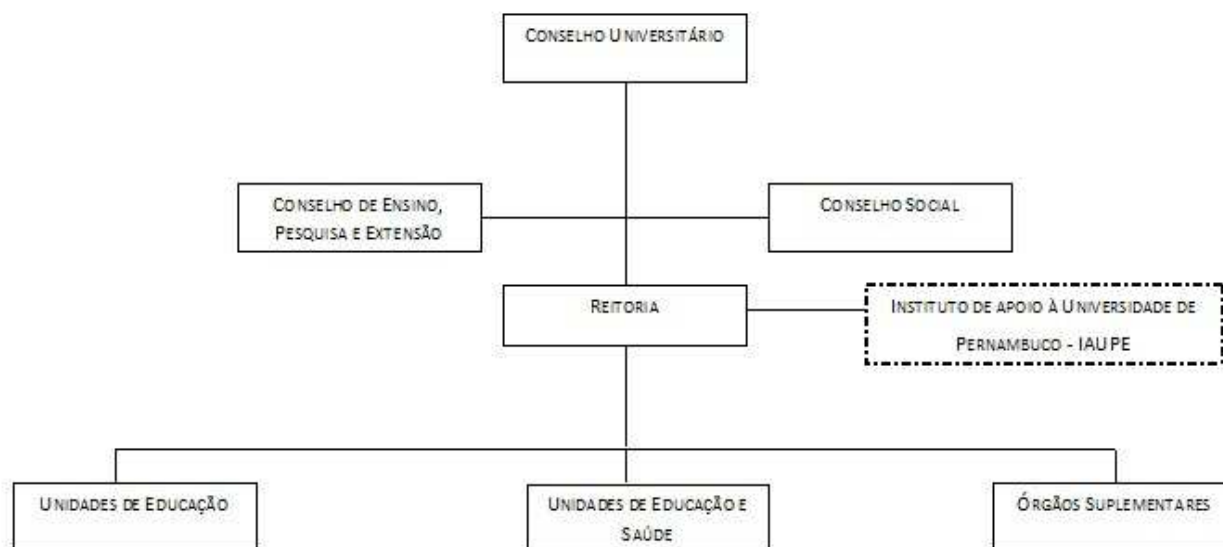 CONSELHO UNIVERSITÁRIO
CONSELHO DE ENSINO,
PESQUISA E EXTENSÃO
CONSELHO SOCIAL
REITORIA
INSTITUTO DE APOIO À UNIVERSIDADE DE
PERNAMBUCO - IAUPE
UNIDADES DE EDUCAÇÃO
UNIDADES DE EDUCAÇÃO E
SAÚDE
ÓRGÃOS SUPLEMENTARES